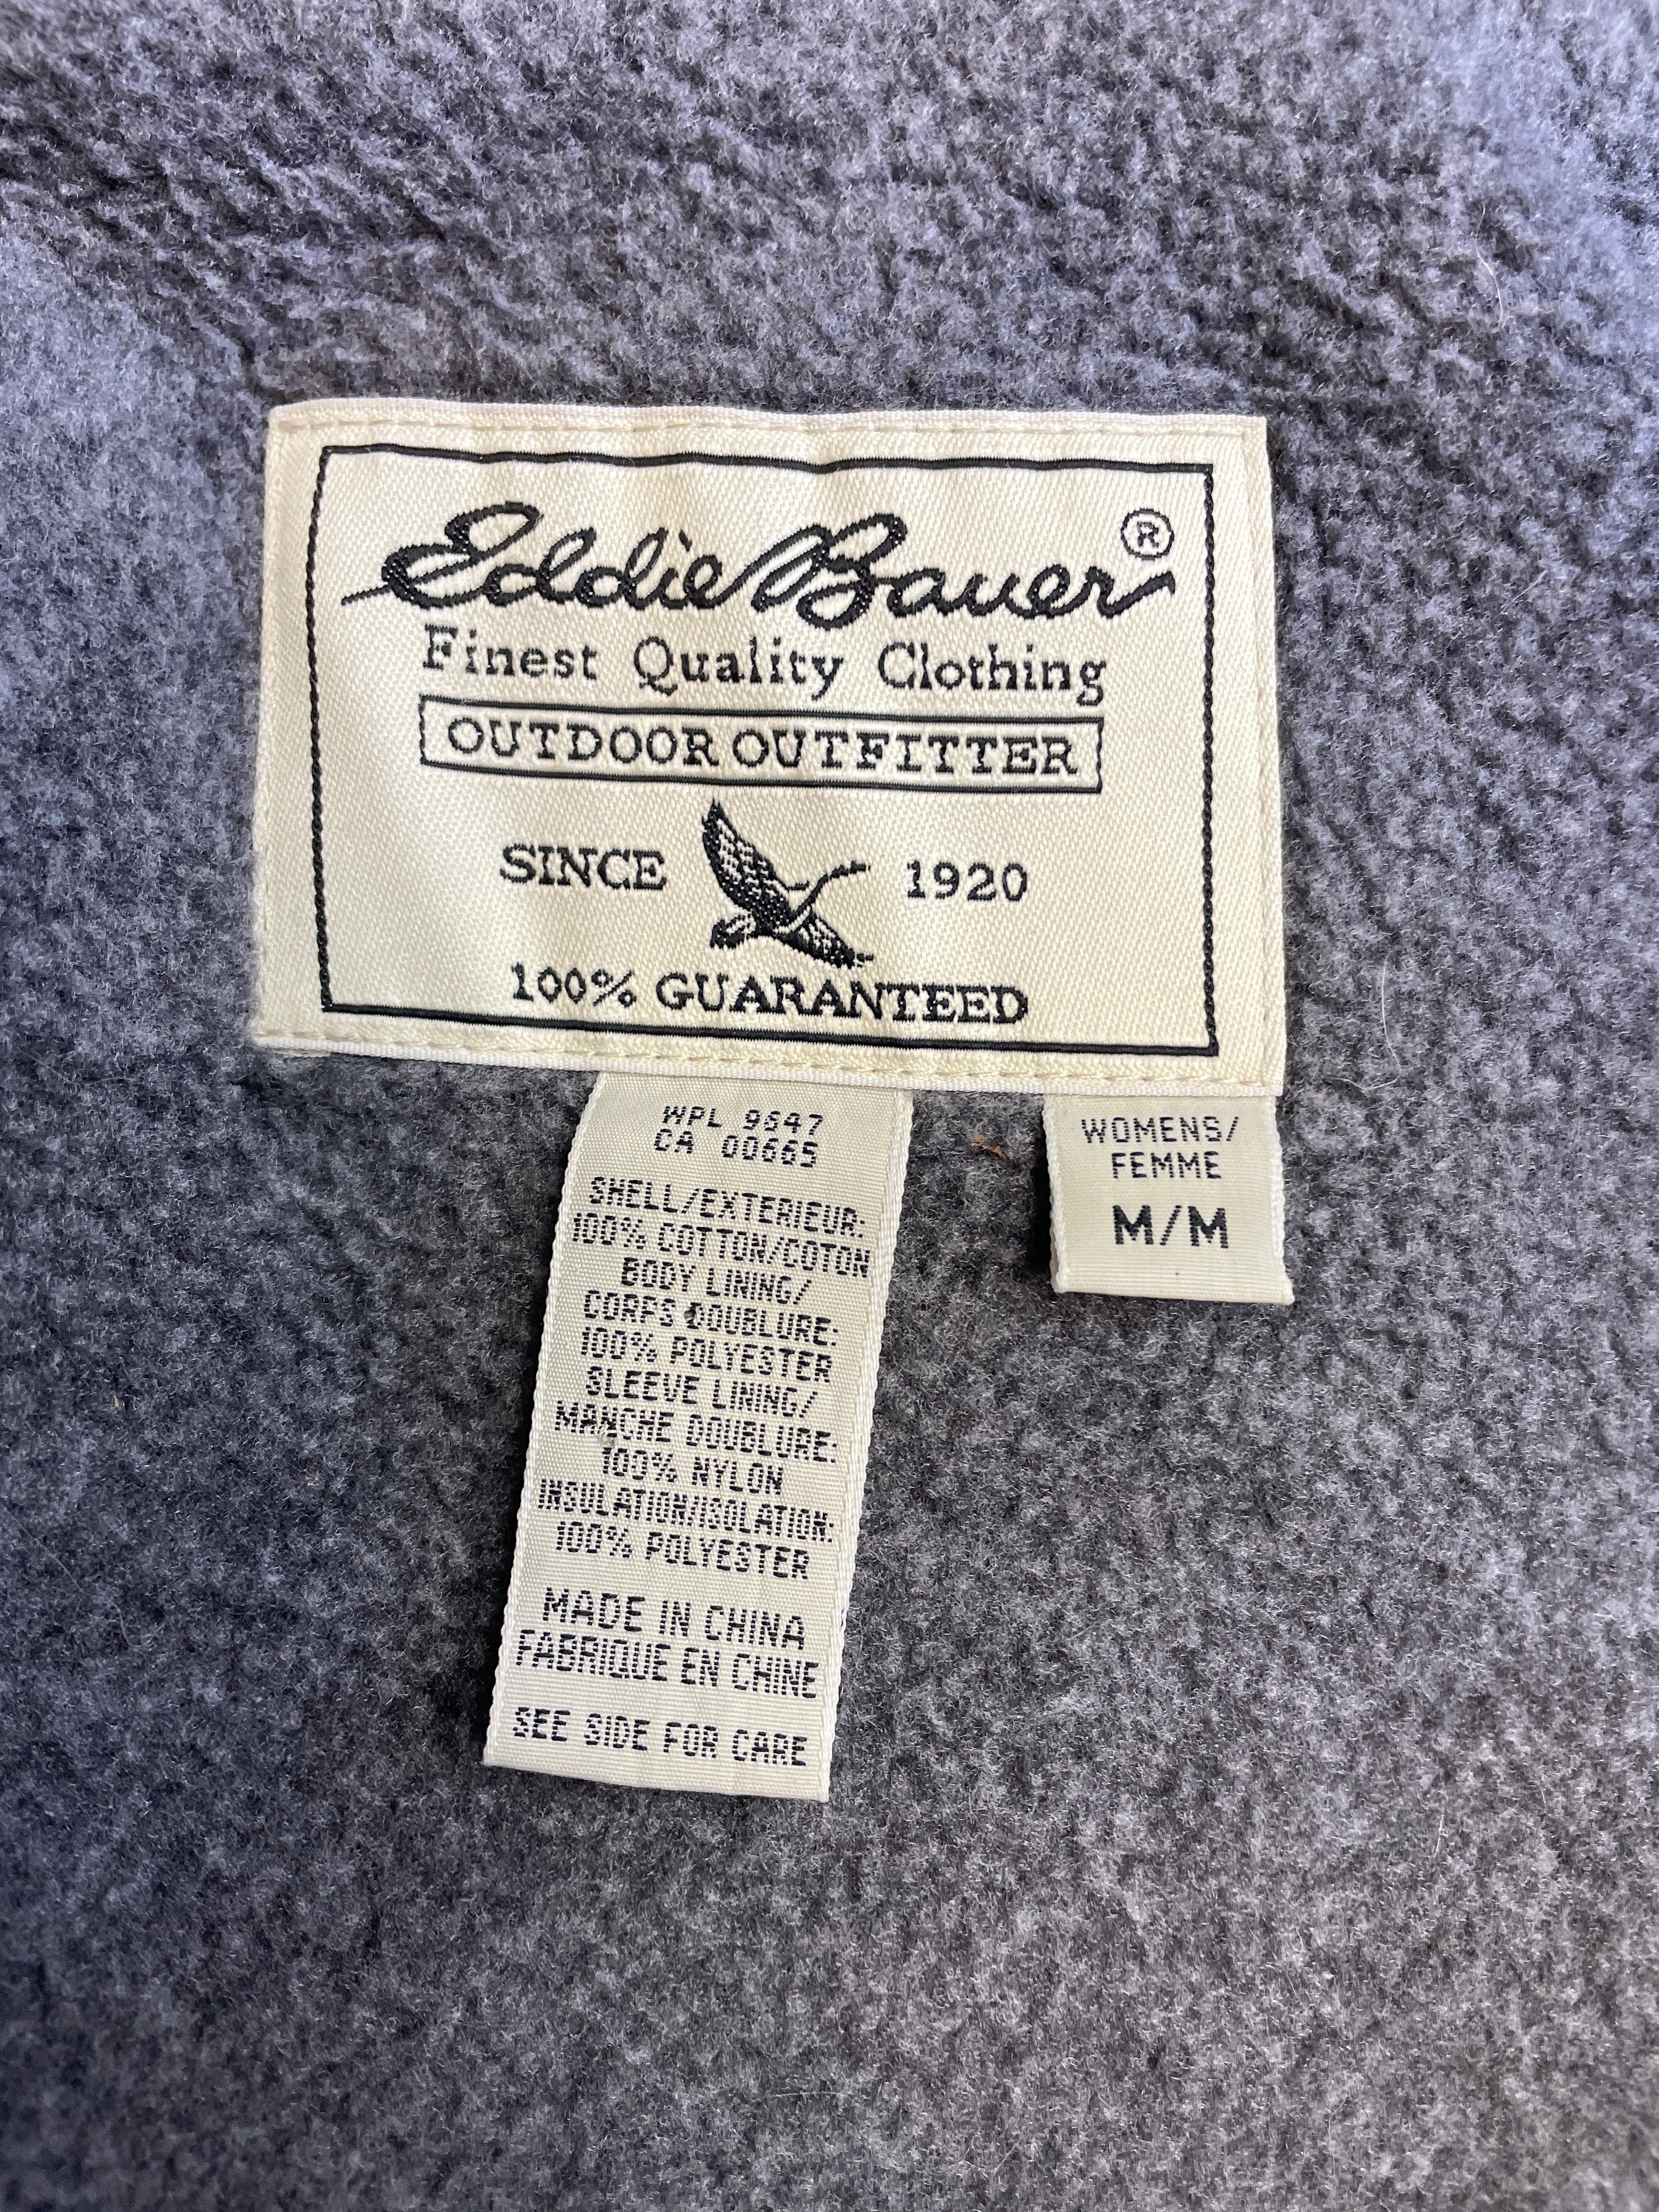 Eddie Bauer®
Finest Quality Clothing
OUTDOOR OUTFITTER
SINCE 1920
100% GUARANTEED
WPL 9647
CA 00665
SHELL/EXTERIEUR:
100% COTTON/COTON
BODY LINING/
CORPS DOUBLURE:
100% POLYESTER
SLEEVE LINING/
MANCHE DOUBLURE:
100% NYLON
INSULATION/ISOLATION:
100% POLYESTER
MADE IN CHINA
FABRIQUE EN CHINE
SEE SIDE FOR CARE
WOMENS/
FEMME
M/M